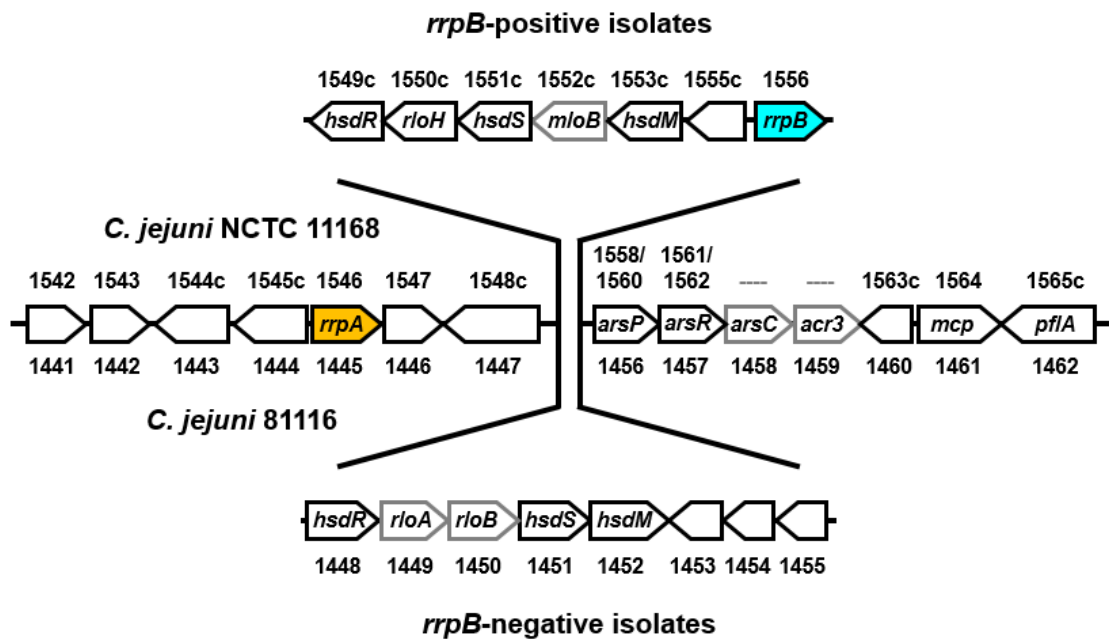 rrpB-positive isolates
1549c 1550c 1551c 1552c 1553c 1555c 1556
hsdR rloH hsdS mloB hsdM rrpB
C. jejuni NCTC 11168
1558/ 1561/
1542 1543 1544c 1545c 1546 1547 1548c 1560 1562 ---- ---- 1563c 1564 1565c
rrpA arsP arsR arsC acr3 mcp pflA
1441 1442 1443 1444 1445 1446 1447 1456 1457 1458 1459 1460 1461 1462
C. jejuni 81116
hsdR rloA rloB hsdS hsdM
1448 1449 1450 1451 1452 1453 1454 1455
rrpB-negative isolates